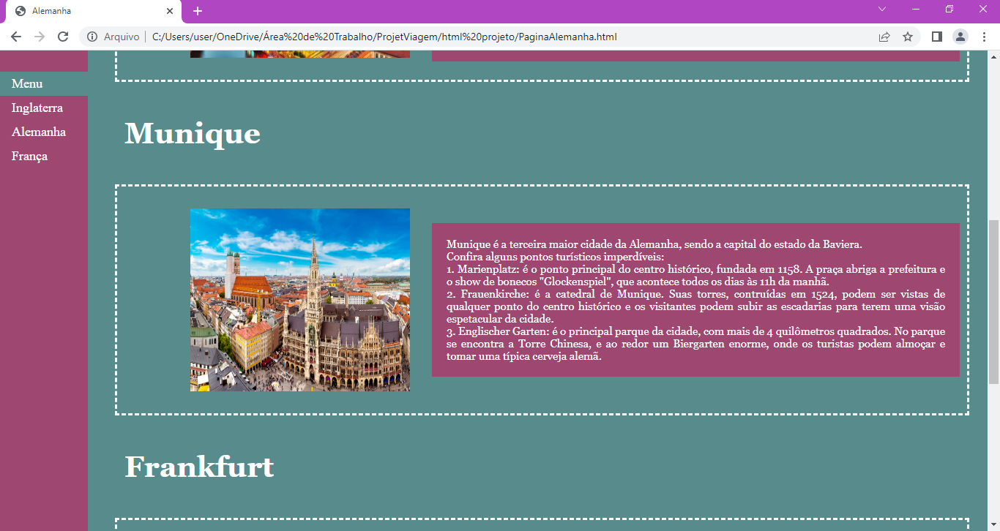 Alemanha
Arquivo
C:/Users/user/OneDrive/Área%20de%20Trabalho/ProjetViagem/html%20projeto/PaginaAlemanha.html
Menu
Inglaterra
Alemanha
França
Munique
Munique é a terceira maior cidade da Alemanha, sendo a capital do estado da Baviera.
Confira alguns pontos turísticos imperdíveis:
1. Marienplatz: é o ponto principal do centro histórico, fundada em 1158. A praça abriga a prefeitura e
o show de bonecos "Glockenspiel", que acontece todos os dias às 11h da manhã.
2. Frauenkirche: é a catedral de Munique. Suas torres, contruídas em 1524, podem ser vistas de
qualquer ponto do centro histórico e os visitantes podem subir as escadarias para terem uma visão
espetacular da cidade.
3. Englischer Garten: é o principal parque da cidade, com mais de 4 quilômetros quadrados. No parque
se encontra a Torre Chinesa, e ao redor um Biergarten enorme, onde os turistas podem almoçar e
tomar uma típica cerveja alemã.
Frankfurt